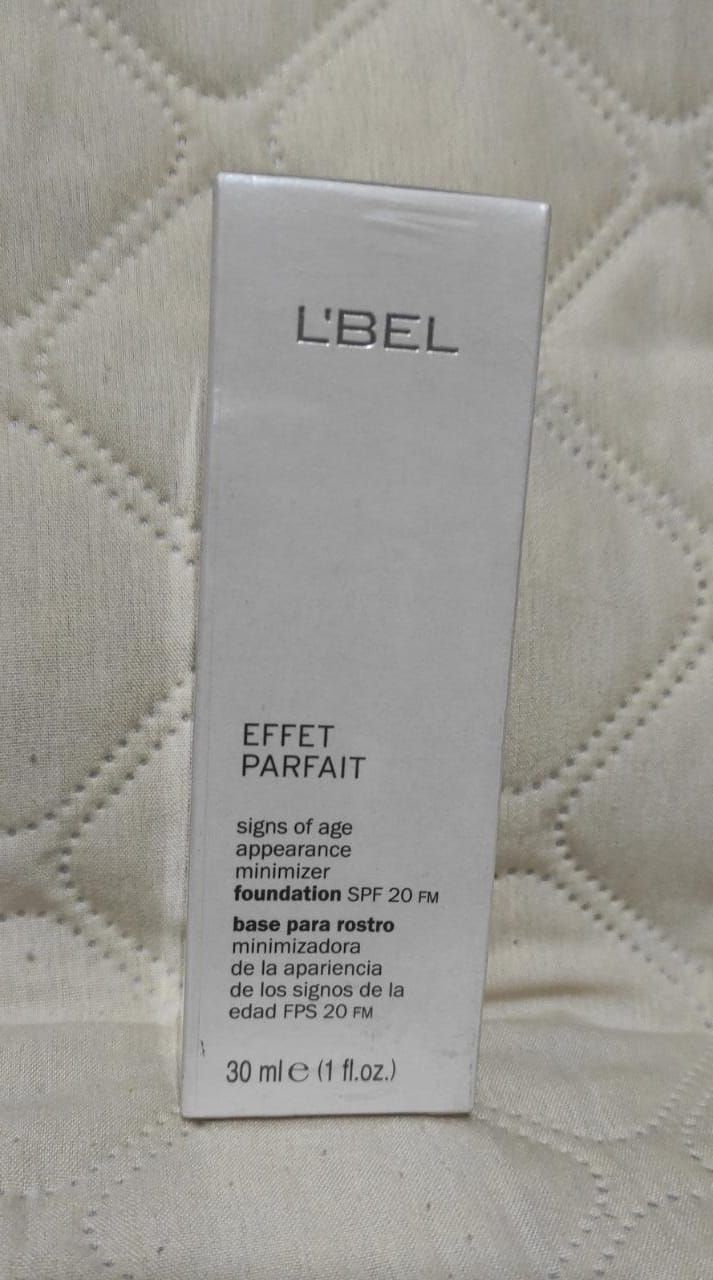 L'BEL
EFFET
PARFAIT
signs of age
appearance
minimizer
foundation SPF 20 FM
base para rostro
minimizadora
de la apariencia
de los signos de la
edad FPS 20 FM
30 ml ℮ (1 fl.oz.)